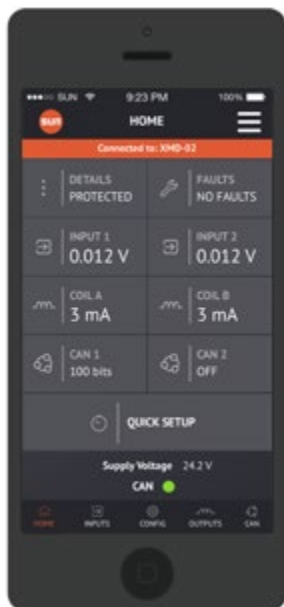 SUN 9:23 PM 100%
sun HOME
Connected to: XMD-02
DETAILS FAULTS
PROTECTED NO FAULTS
INPUT 1 INPUT 2
0.012 V 0.012 V
COIL A COIL B
3 mA 3 mA
CAN 1 CAN 2
100 bits OFF
QUICK SETUP
Supply Voltage 24.2 V
CAN
HOME INPUTS CONFIG OUTPUTS CAN